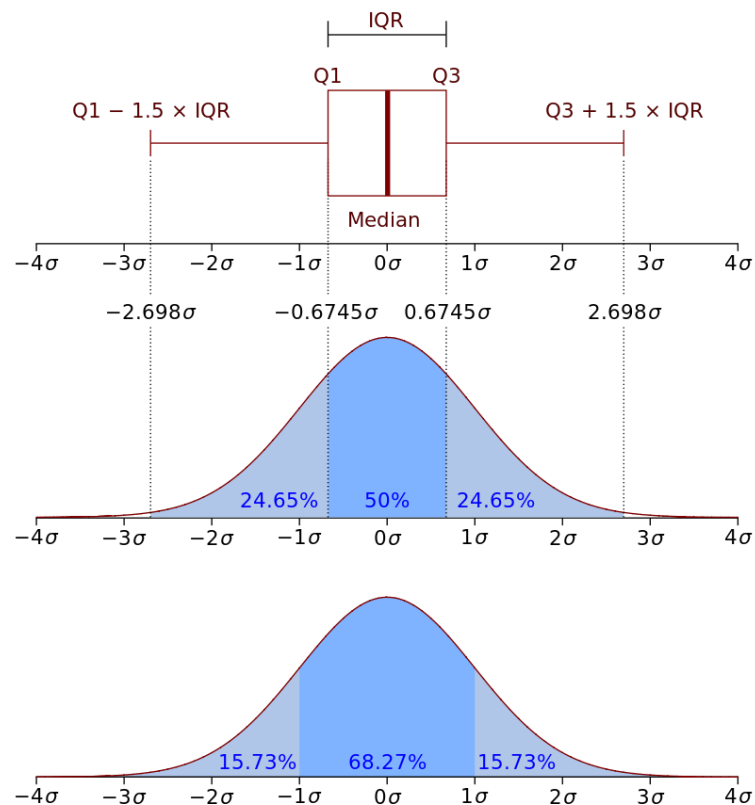 IQR
Q1 Q3
Q1 − 1.5 × IQR Q3 + 1.5 × IQR
Median
−4σ −3σ −2σ −1σ 0σ 1σ 2σ 3σ 4σ
−2.698σ −0.6745σ 0.6745σ 2.698σ
24.65% 50% 24.65%
−4σ −3σ −2σ −1σ 0σ 1σ 2σ 3σ 4σ
15.73% 68.27% 15.73%
−4σ −3σ −2σ −1σ 0σ 1σ 2σ 3σ 4σ